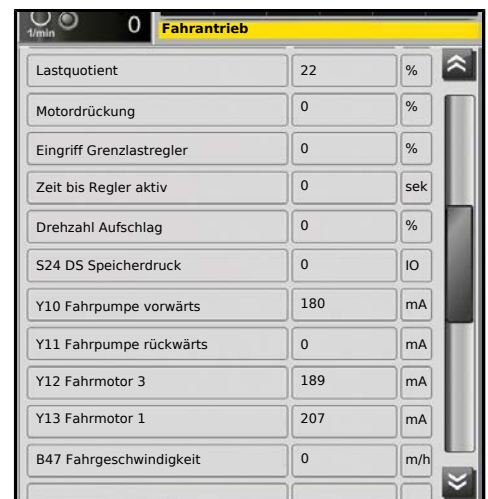 1/min 0 Fahrantrieb
Lastquotient 22 %
Motordrückung 0 %
Eingriff Grenzlastregler 0 %
Zeit bis Regler aktiv 0 sek
Drehzahl Aufschlag 0 %
S24 DS Speicherdruck 0 IO
Y10 Fahrpumpe vorwärts 180 mA
Y11 Fahrpumpe rückwärts 0 mA
Y12 Fahrmotor 3 189 mA
Y13 Fahrmotor 1 207 mA
B47 Fahrgeschwindigkeit 0 m/h